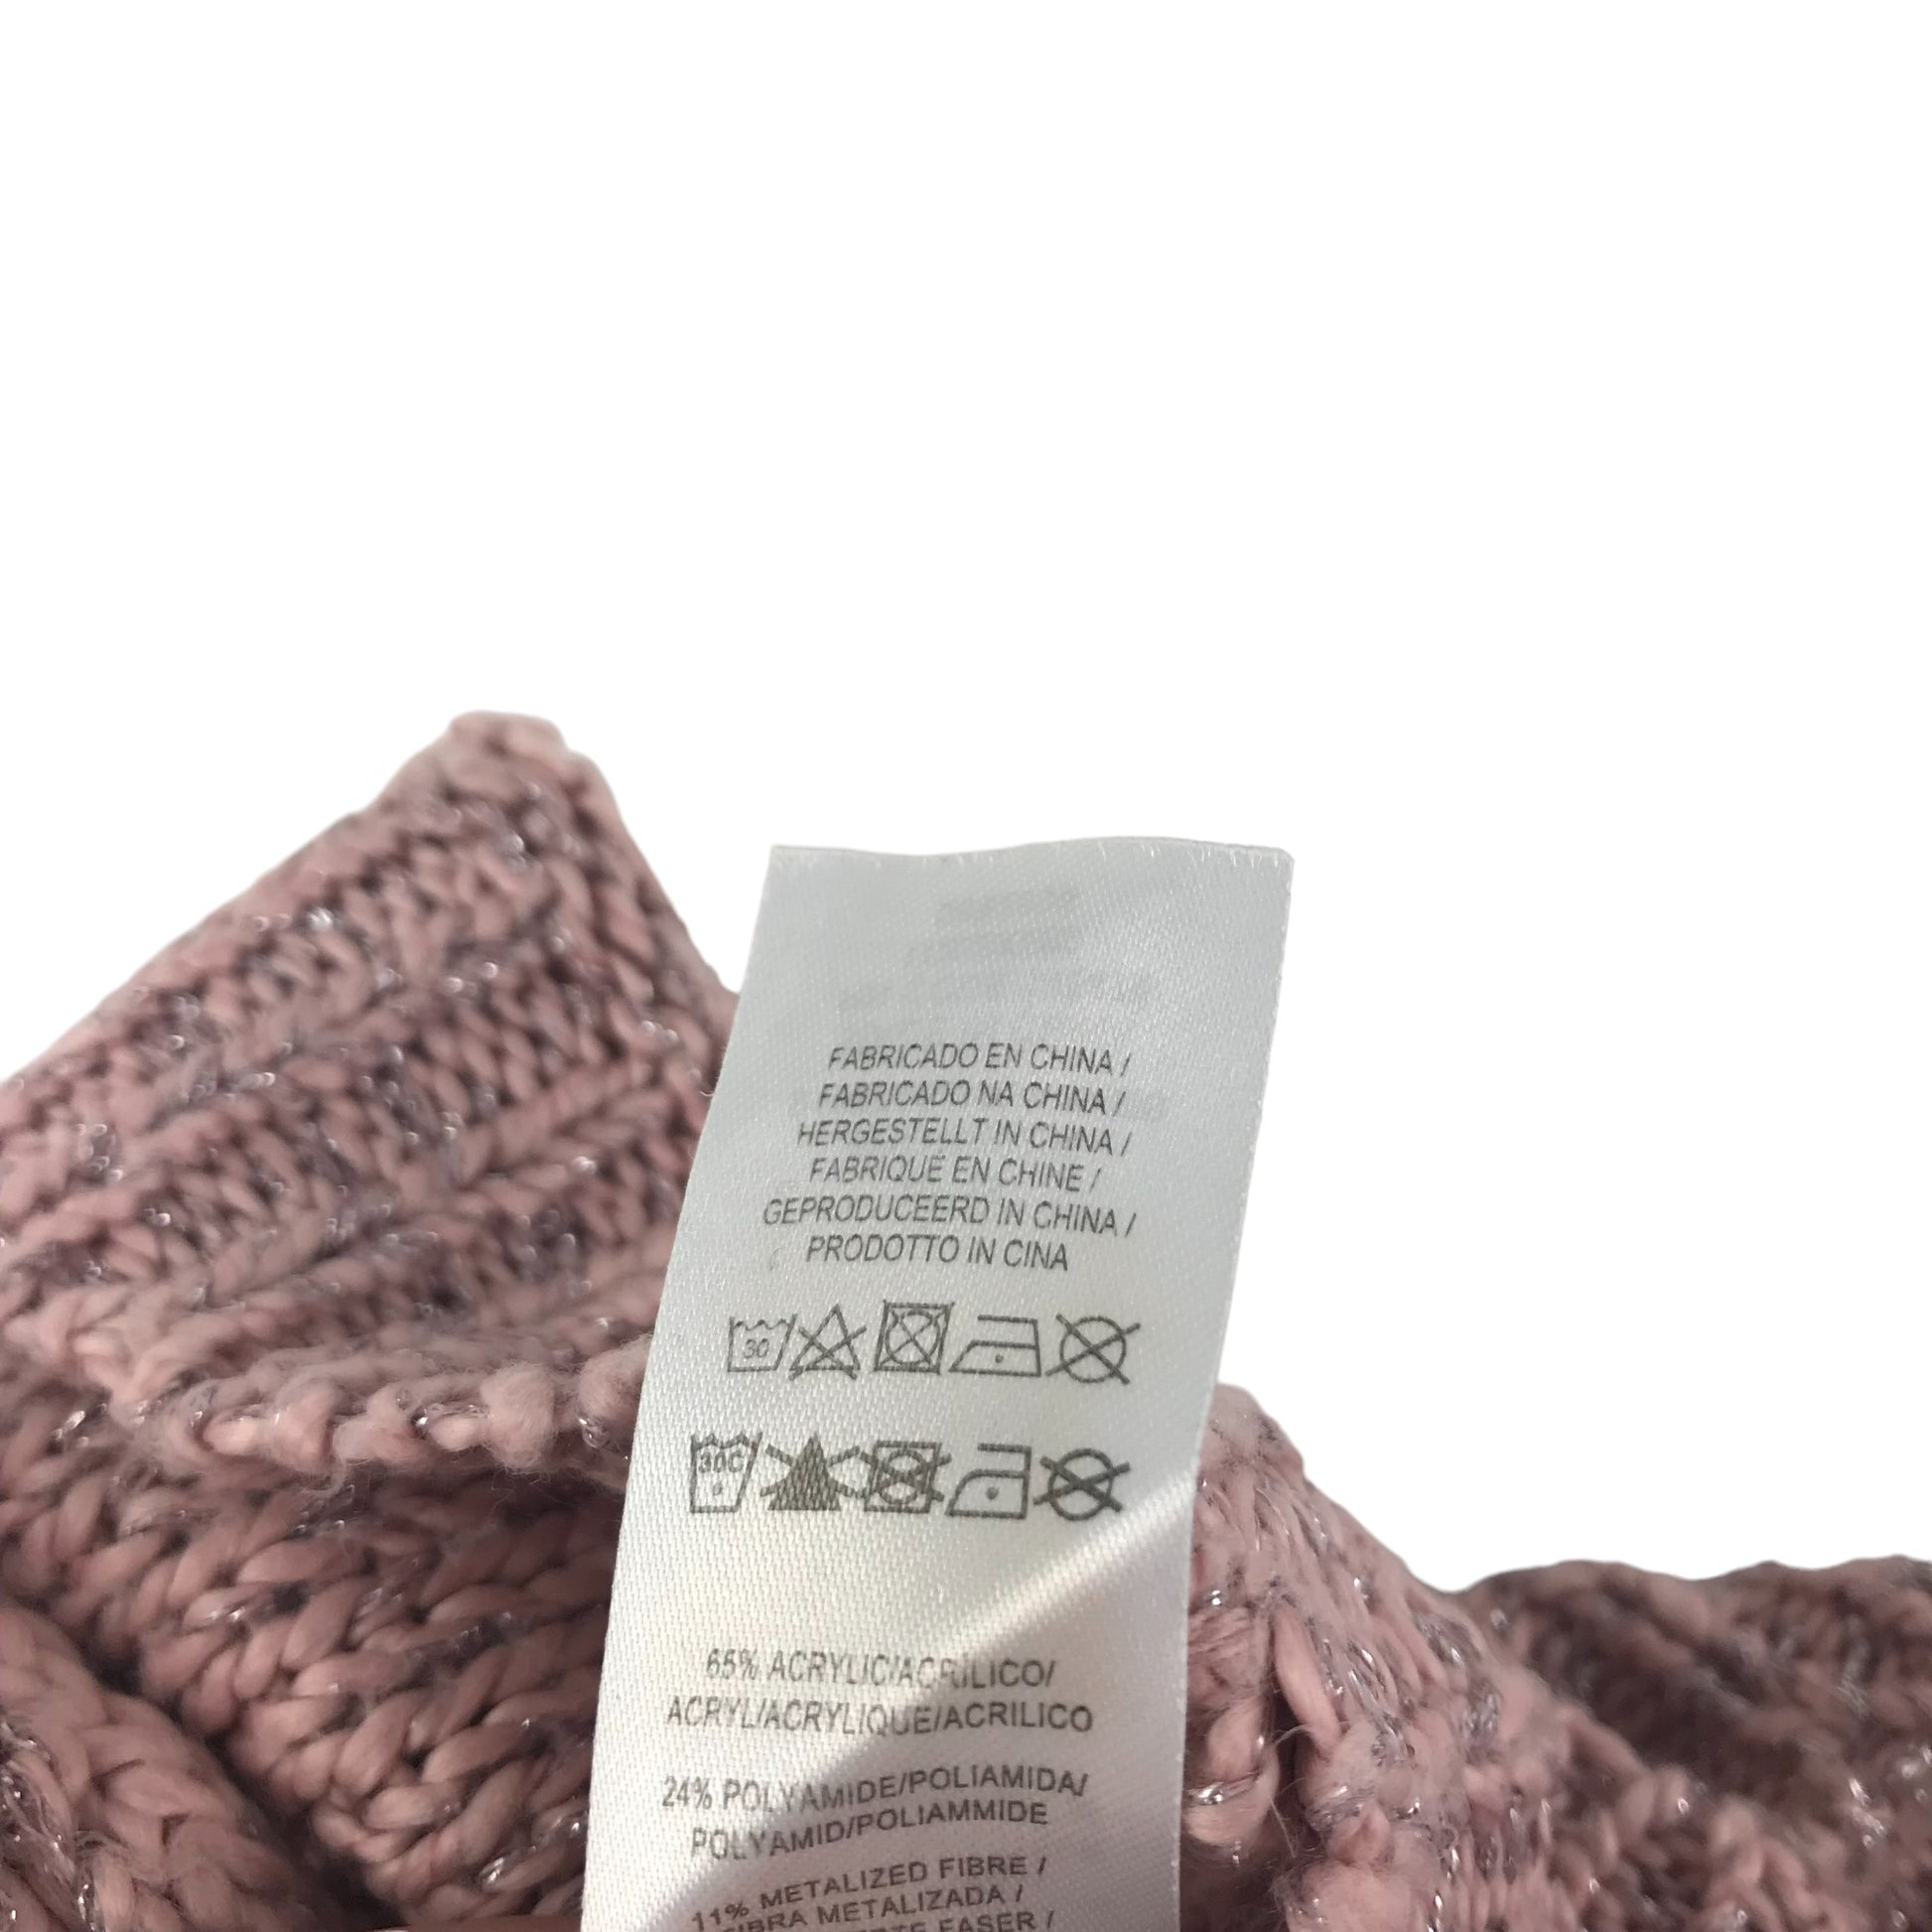 FABRICADO EN CHINA /
FABRICADO NA CHINA /
HERGESTELLT IN CHINA /
FABRIQUÉ EN CHINE /
GEPRODUCEERD IN CHINA /
PRODOTTO IN CINA
30
30C
65% ACRYLIC/ACRILICO/
ACRYL/ACRYLIQUE/ACRILICO
24% POLYAMIDE/POLIAMIDA/
POLYAMID/POLIAMMIDE
11% METALIZED FIBRE /
FIBRA METALIZADA /
FASER /